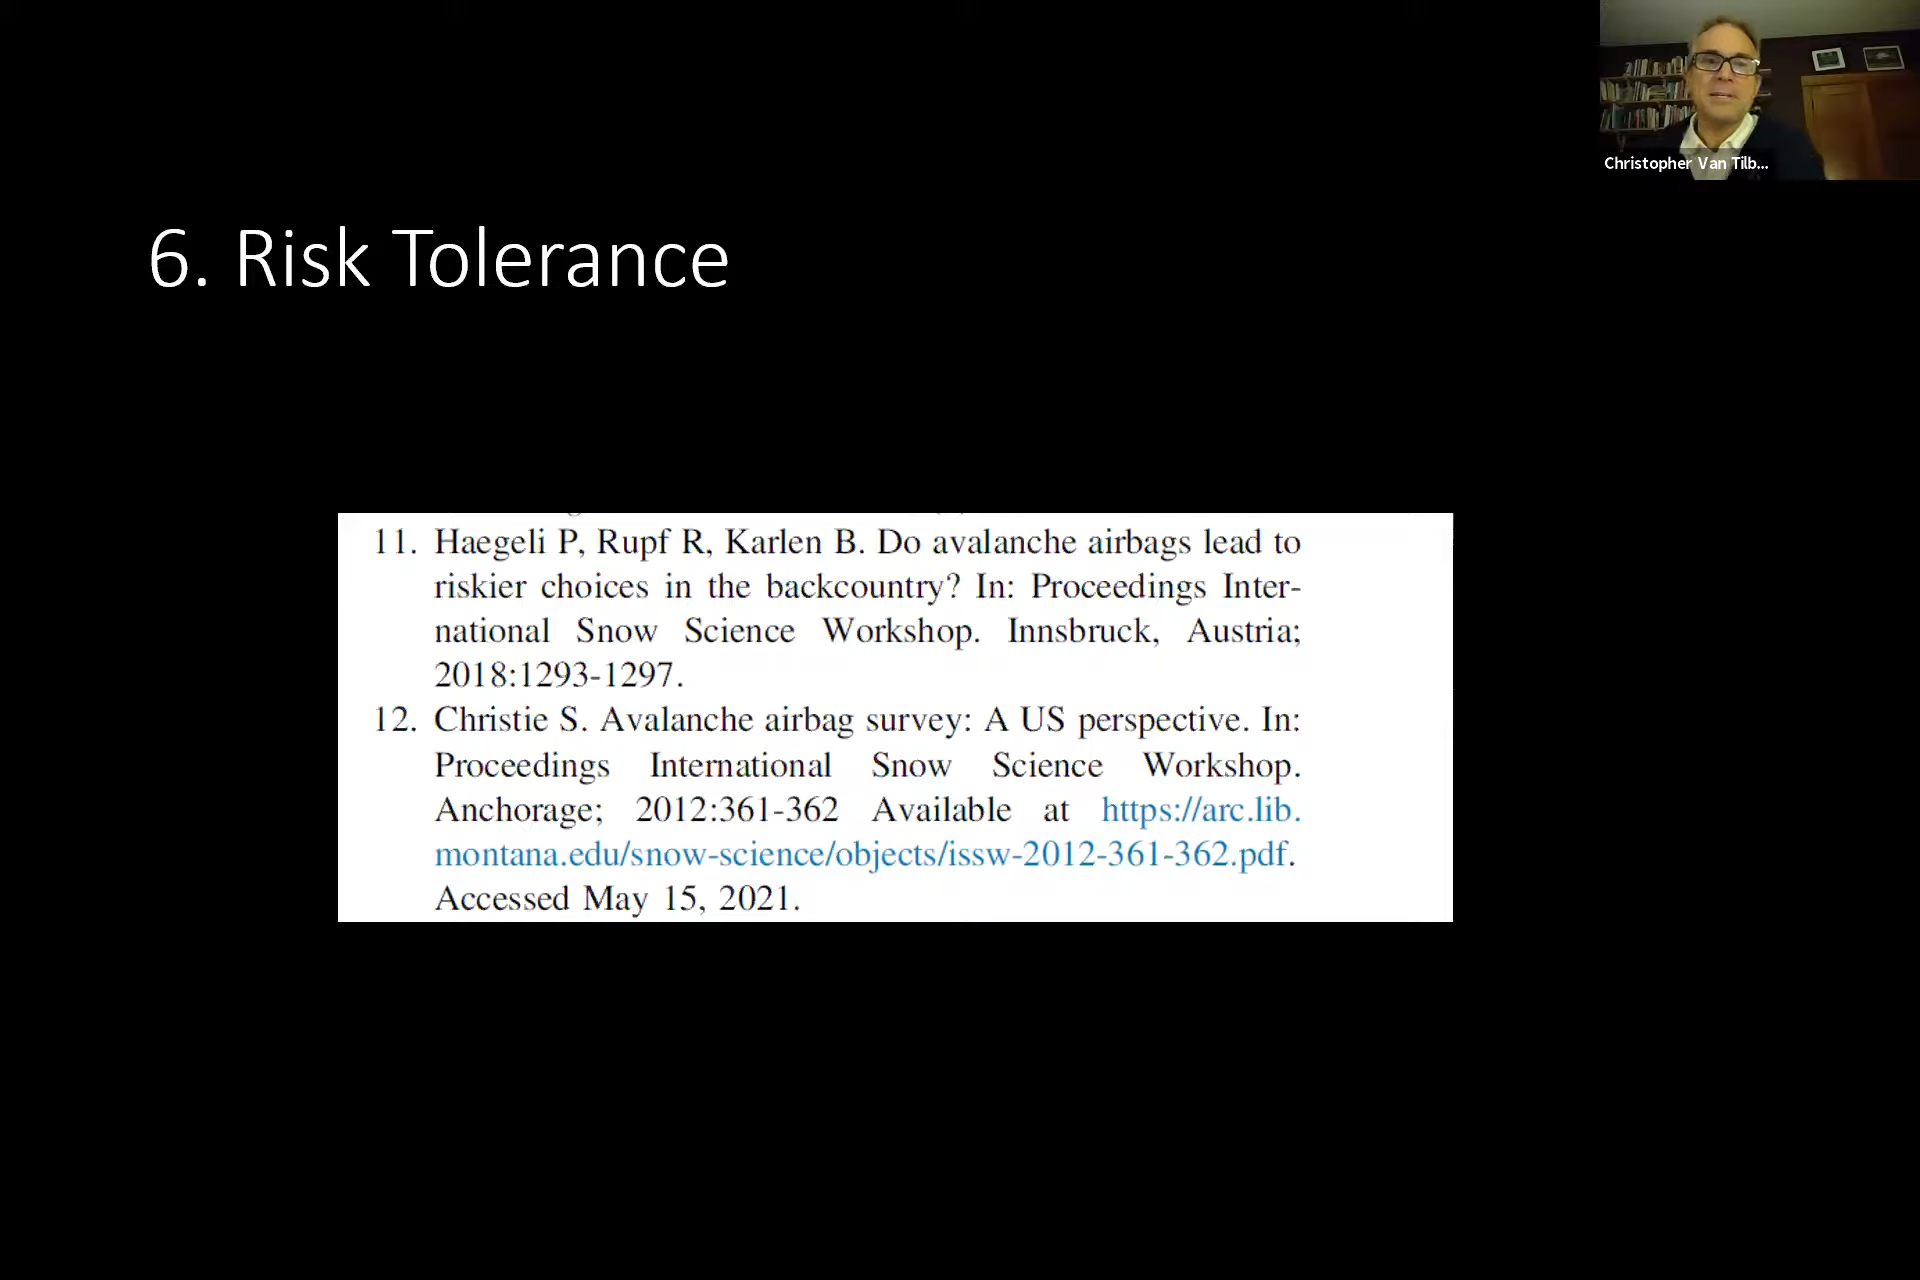 Christopher Van Tilb...
6. Risk Tolerance
11. Haegeli P, Rupf R, Karlen B. Do avalanche airbags lead to
riskier choices in the backcountry? In: Proceedings Inter-
national Snow Science Workshop. Innsbruck, Austria;
2018:1293-1297.
12. Christie S. Avalanche airbag survey: A US perspective. In:
Proceedings International Snow Science Workshop.
Anchorage; 2012:361-362 Available at https://arc.lib.
montana.edu/snow-science/objects/issw-2012-361-362.pdf.
Accessed May 15, 2021.